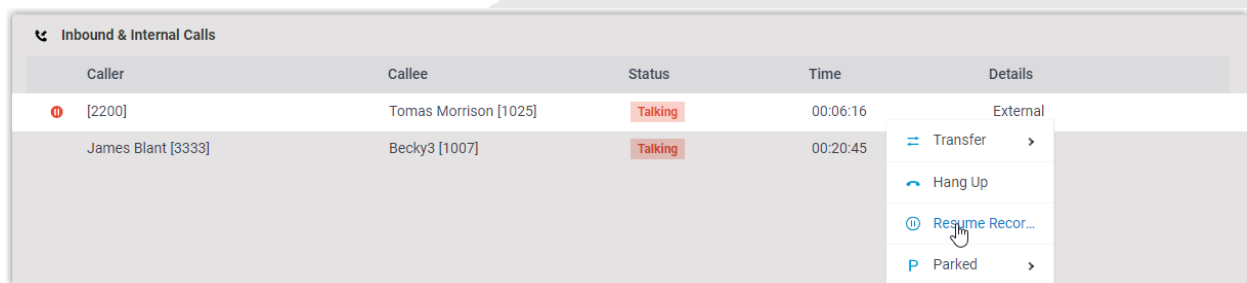 Inbound & Internal Calls
Caller Callee Status Time Details
[2200] Tomas Morrison [1025] Talking 00:06:16 External
James Blant [3333] Becky3 [1007] Talking 00:20:45
Transfer
Hang Up
Resume Recor...
P Parked